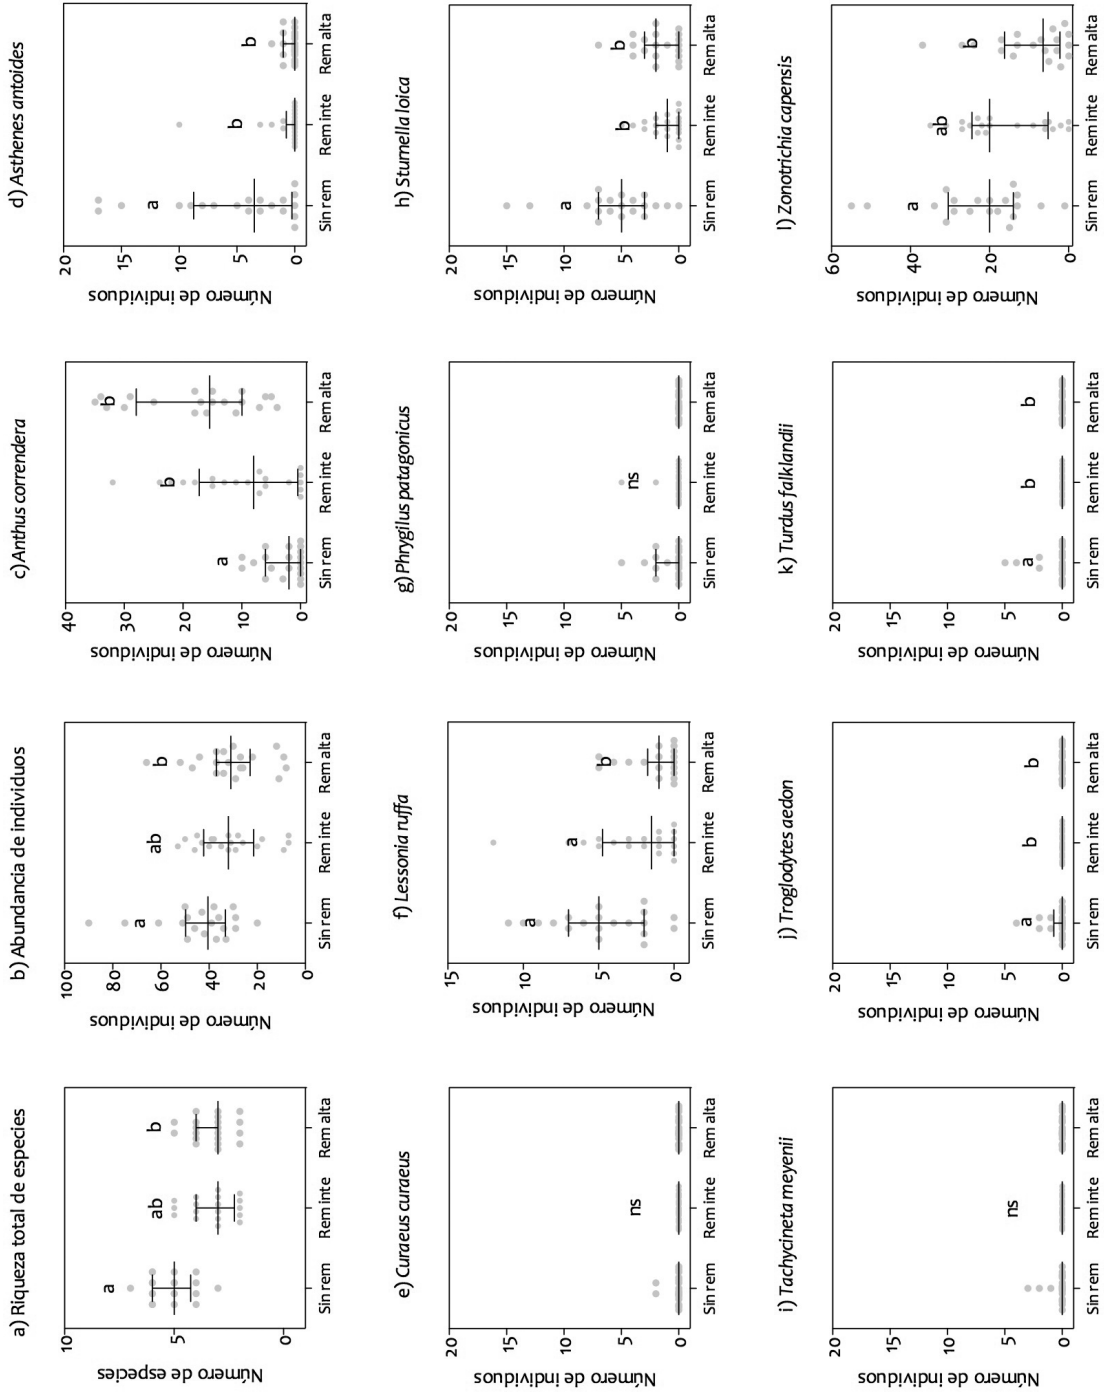 a) Riqueza total de especies
Número de especies
10
5
0
a
ab
b
Sin rem
Rem inte
Rem alta
b) Abundancia de individuos
Número de individuos
100
80
60
40
20
0
a
ab
b
Sin rem
Rem inte
Rem alta
c) Anthus correndera
Número de individuos
40
30
20
10
0
a
b
b
Sin rem
Rem inte
Rem alta
d) Asthenes antoides
Número de individuos
20
15
10
5
0
a
b
b
Sin rem
Rem inte
Rem alta
e) Curaeus curaeus
Número de individuos
20
15
10
5
0
ns
Sin rem
Rem inte
Rem alta
f) Lessonia ruffa
Número de individuos
15
10
5
0
a
a
b
Sin rem
Rem inte
Rem alta
g) Phrygilus patagonicus
Número de individuos
20
15
10
5
0
ns
Sin rem
Rem inte
Rem alta
h) Stumella loica
Número de individuos
20
15
10
5
0
a
b
b
Sin rem
Rem inte
Rem alta
i) Tachycineta meyenii
Número de individuos
20
15
10
5
0
ns
Sin rem
Rem inte
Rem alta
j) Troglodytes aedon
Número de individuos
20
15
10
5
0
a
b
b
Sin rem
Rem inte
Rem alta
k) Turdus falklandii
Número de individuos
20
15
10
5
0
a
b
b
Sin rem
Rem inte
Rem alta
l) Zonotrichia capensis
Número de individuos
60
40
20
0
a
ab
b
Sin rem
Rem inte
Rem alta